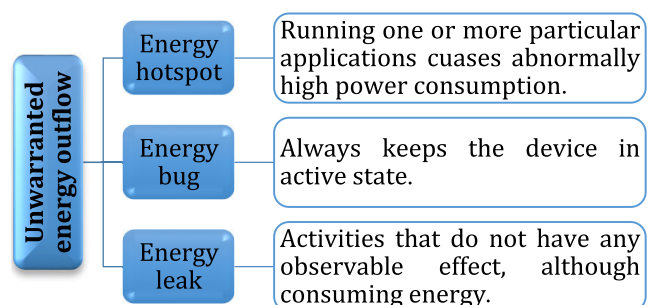 Unwarranted
energy outflow
Energy
hotspot
Running one or more particular
applications cuases abnormally
high power consumption.
Energy
bug
Always keeps the device in
active state.
Energy
leak
Activities that do not have any
observable effect, although
consuming energy.